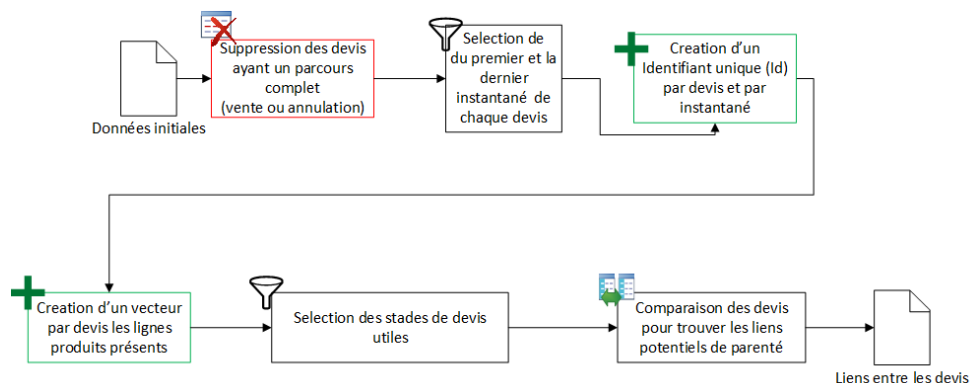 Données initiales
Suppression des devis
ayant un parcours
complet
(vente ou annulation)
Selection de
du premier et la
dernier
instantané de
chaque devis
Creation d'un
Identifiant unique (Id)
par devis et par
instantané
Creation d'un vecteur
par devis les lignes
produits présents
Selection des stades de devis
utiles
Comparaison des devis
pour trouver les liens
potentiels de parenté
Liens entre les devis